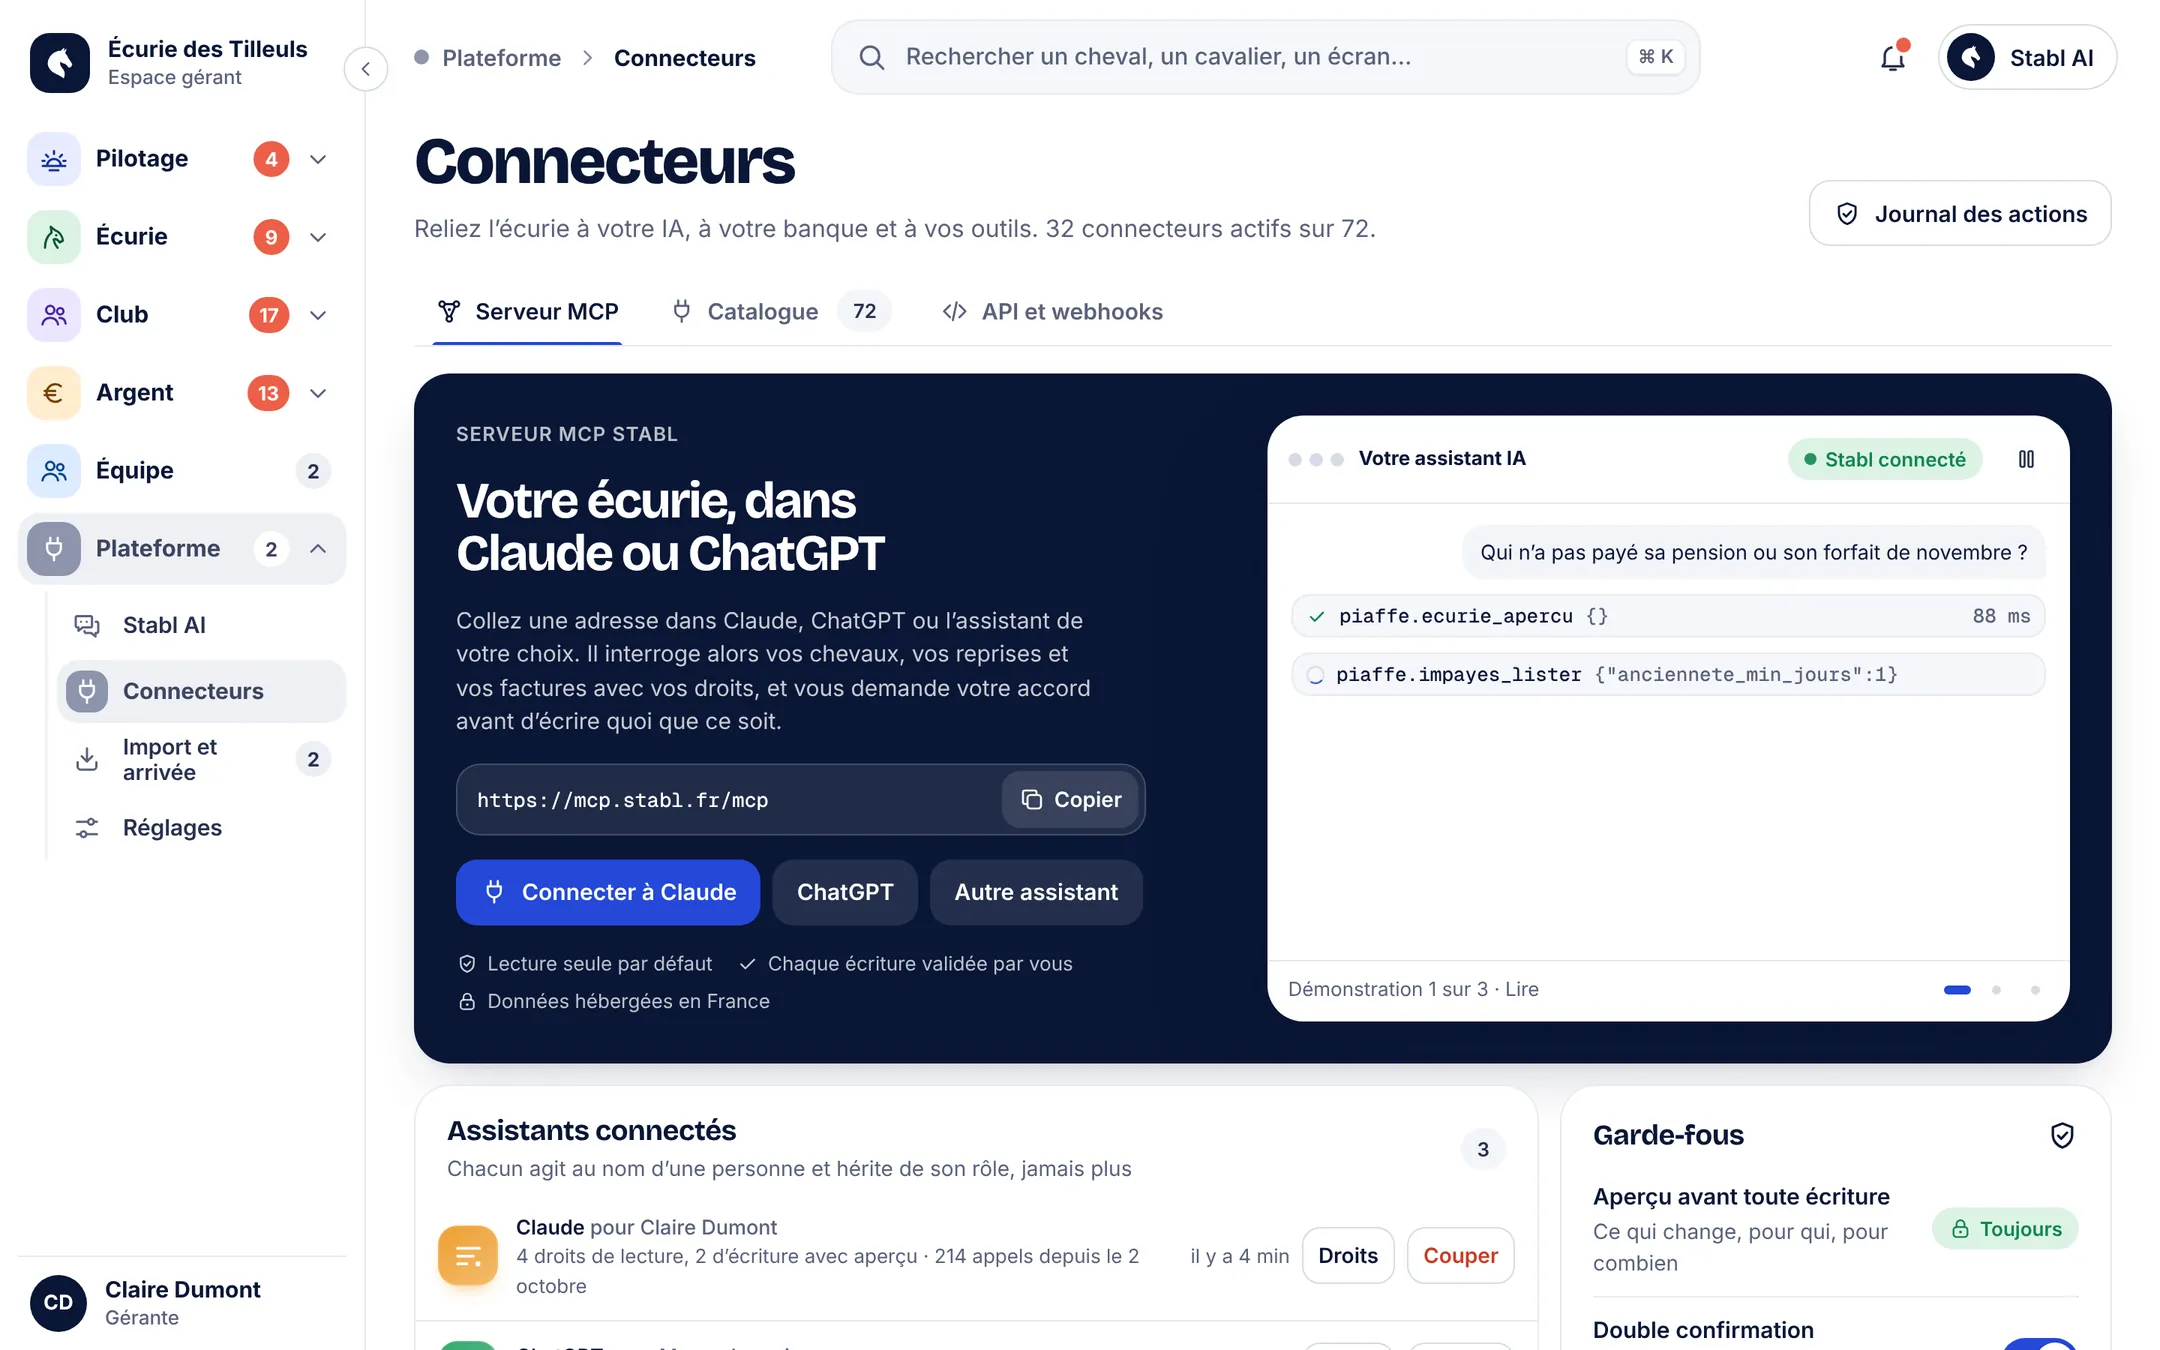 Écurie des Tilleuls
Espace gérant
Plateforme > Connecteurs
Rechercher un cheval, un cavalier, un écran...
⌘ K
Stabl AI
Pilotage 4
Écurie 9
Club 17
Argent 13
Équipe 2
Plateforme 2
Stabl AI
Connecteurs
Import et
arrivée
2
Réglages
Claire Dumont
Gérante
CD
Connecteurs
Reliez l’écurie à votre IA, à votre banque et à vos outils. 32 connecteurs actifs sur 72.
Journal des actions
Serveur MCP
Catalogue 72
API et webhooks
SERVEUR MCP STABL
Votre écurie, dans
Claude ou ChatGPT
Collez une adresse dans Claude, ChatGPT ou l’assistant de
votre choix. Il interroge alors vos chevaux, vos reprises et
vos factures avec vos droits, et vous demande votre accord
avant d’écrire quoi que ce soit.
https://mcp.stabl.fr/mcp
Copier
Connecter à Claude
ChatGPT
Autre assistant
Lecture seule par défaut
Chaque écriture validée par vous
Données hébergées en France
Votre assistant IA
Stabl connecté
Qui n’a pas payé sa pension ou son forfait de novembre ?
piaffe.ecurie_apercu {} 88 ms
piaffe.impayes_lister {"anciennete_min_jours":1}
Démonstration 1 sur 3 · Lire
Assistants connectés
Chacun agit au nom d’une personne et hérite de son rôle, jamais plus
3
Claude pour Claire Dumont
4 droits de lecture, 2 d’écriture avec aperçu · 214 appels depuis le 2
octobre
il y a 4 min
Droits
Couper
Garde-fous
Aperçu avant toute écriture
Ce qui change, pour qui, pour
combien
Toujours
Double confirmation